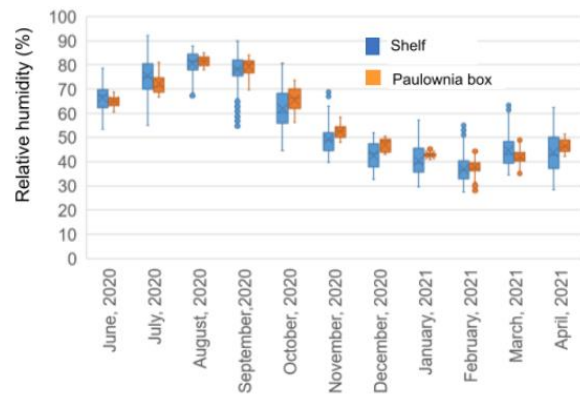 Relative humidity (%)
100
90
80
70
60
50
40
30
20
10
0
Shelf
Paulownia box
June, 2020
July, 2020
August, 2020
September,2020
October, 2020
November, 2020
December, 2020
January, 2021
February, 2021
March, 2021
April, 2021